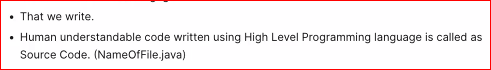 • That we write.
• Human understandable code written using High Level Programming language is called as
Source Code. (NameOfFile.java)